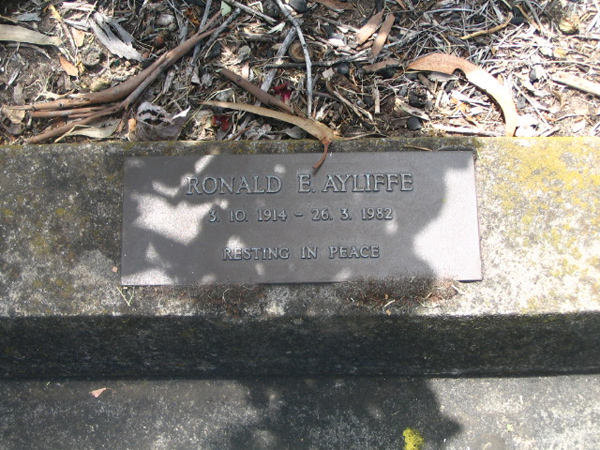 RONALD E. AYLIFFE
3. 10. 1914 - 26. 3. 1982
RESTING IN PEACE